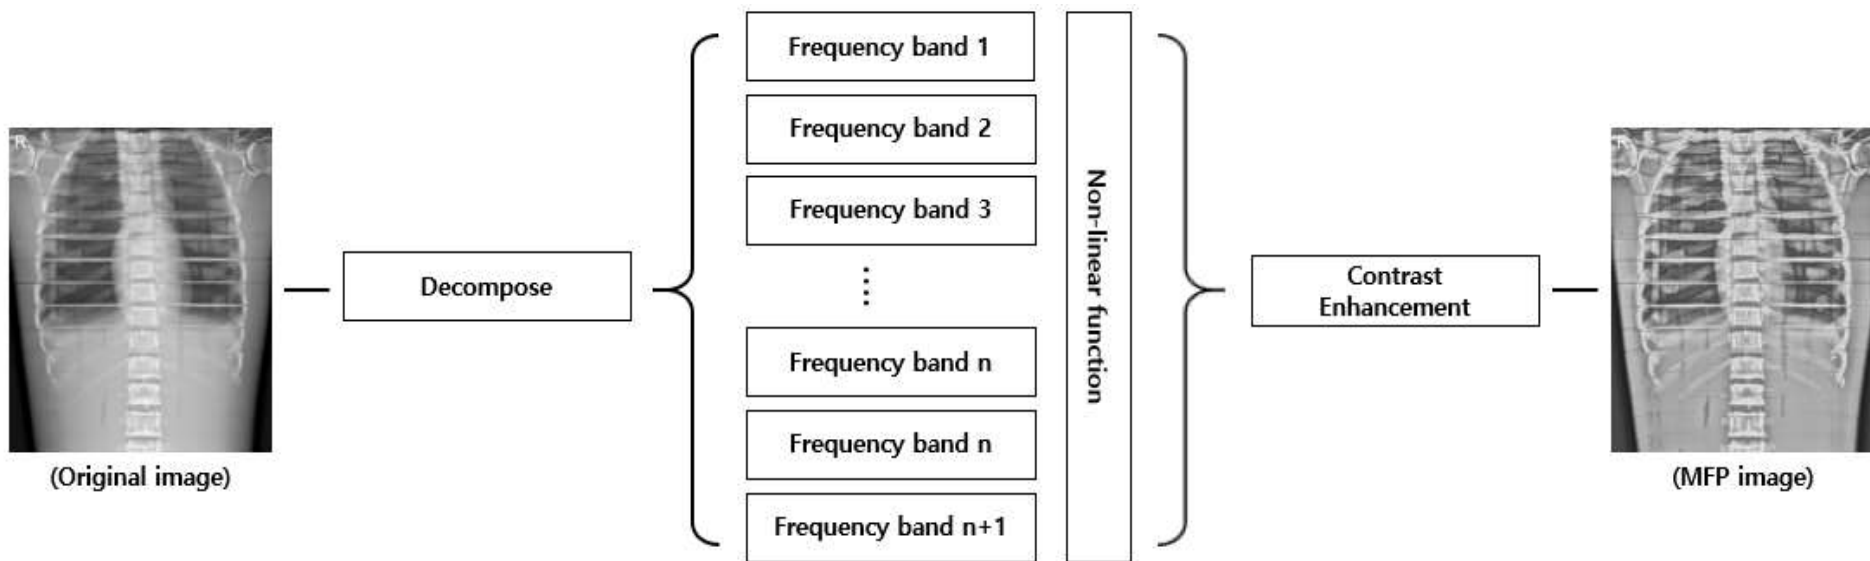 Frequency band 1
Frequency band 2
Frequency band 3
Frequency band n
Frequency band n
Frequency band n+1
Non-linear function
Decompose
Contrast
Enhancement
R
(Original image)
(MFP image)